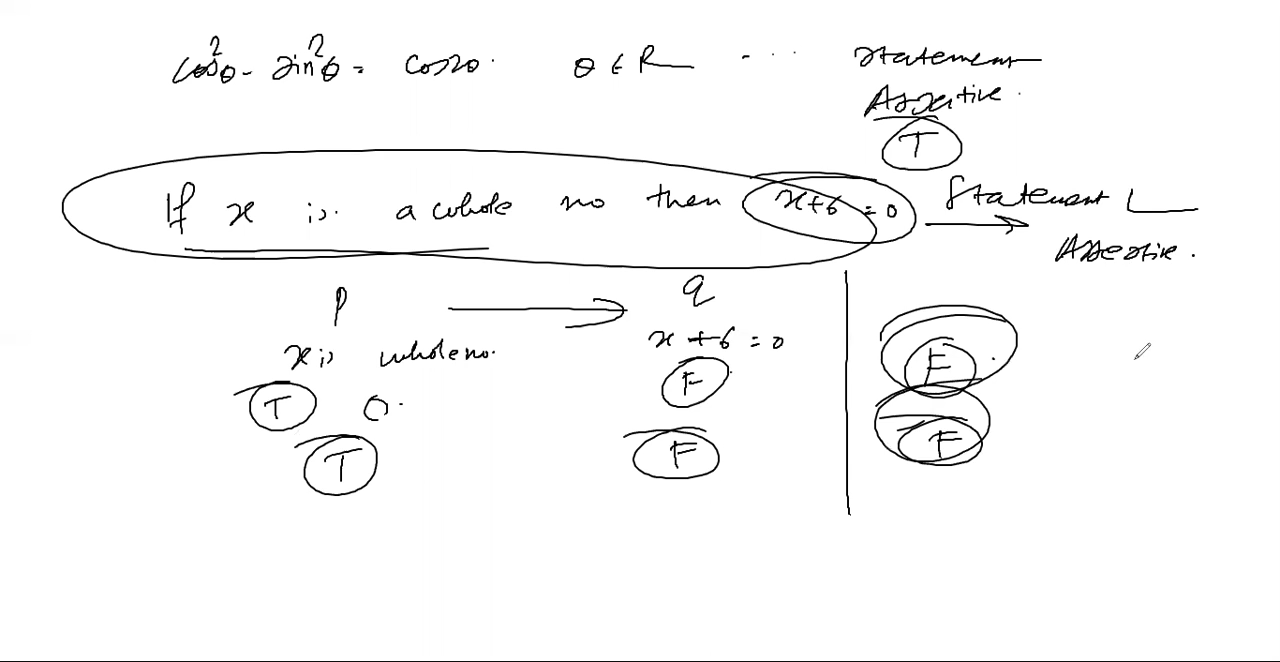 cos²θ - sin²θ = cos2θ. θ ∈ R - ... statement
Assertive.
T
If x is a whole no then x+6 = 0 Statement
Assertive.
p → q
x is whole no. x + 6 = 0
T 0. F F
T F F